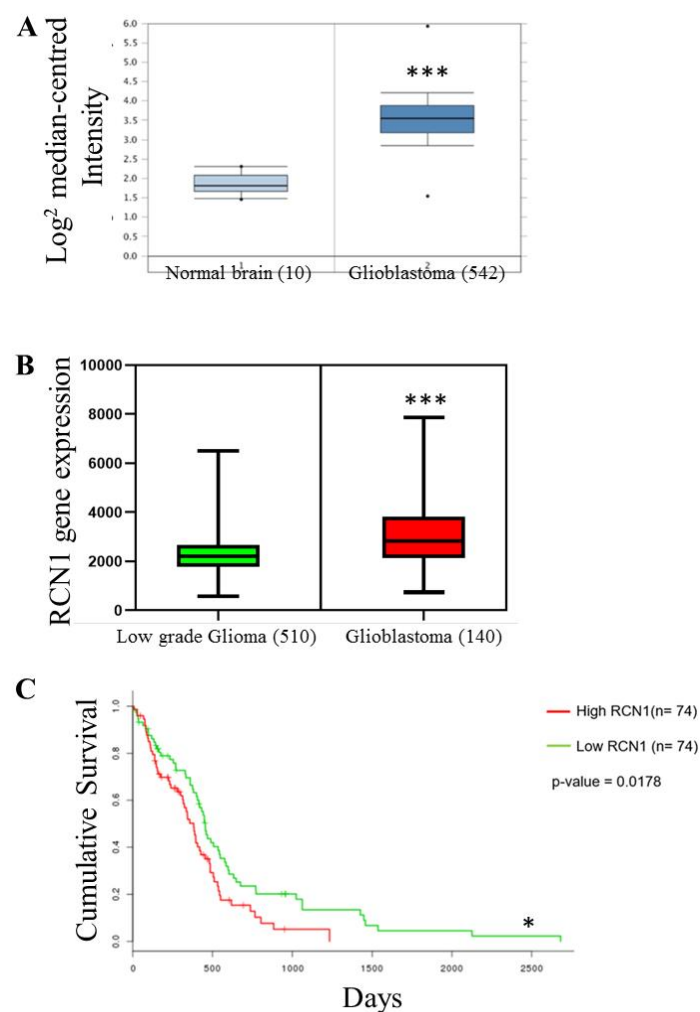 A
Log2 median-centred
Intensity
6.0
5.5
5.0
4.5
4.0
3.5
3.0
2.5
2.0
1.5
1.0
0.5
0.0
***
1
2
Normal brain (10)
Glioblastoma (542)
B
RCN1 gene expression
10000
8000
6000
4000
2000
0
***
Low grade Glioma (510)
Glioblastoma (140)
C
Cumulative Survival
1.0
0.8
0.6
0.4
0.2
0.0
High RCN1(n= 74)
Low RCN1 (n= 74)
p-value = 0.0178
*
0 500 1000 1500 2000 2500
Days